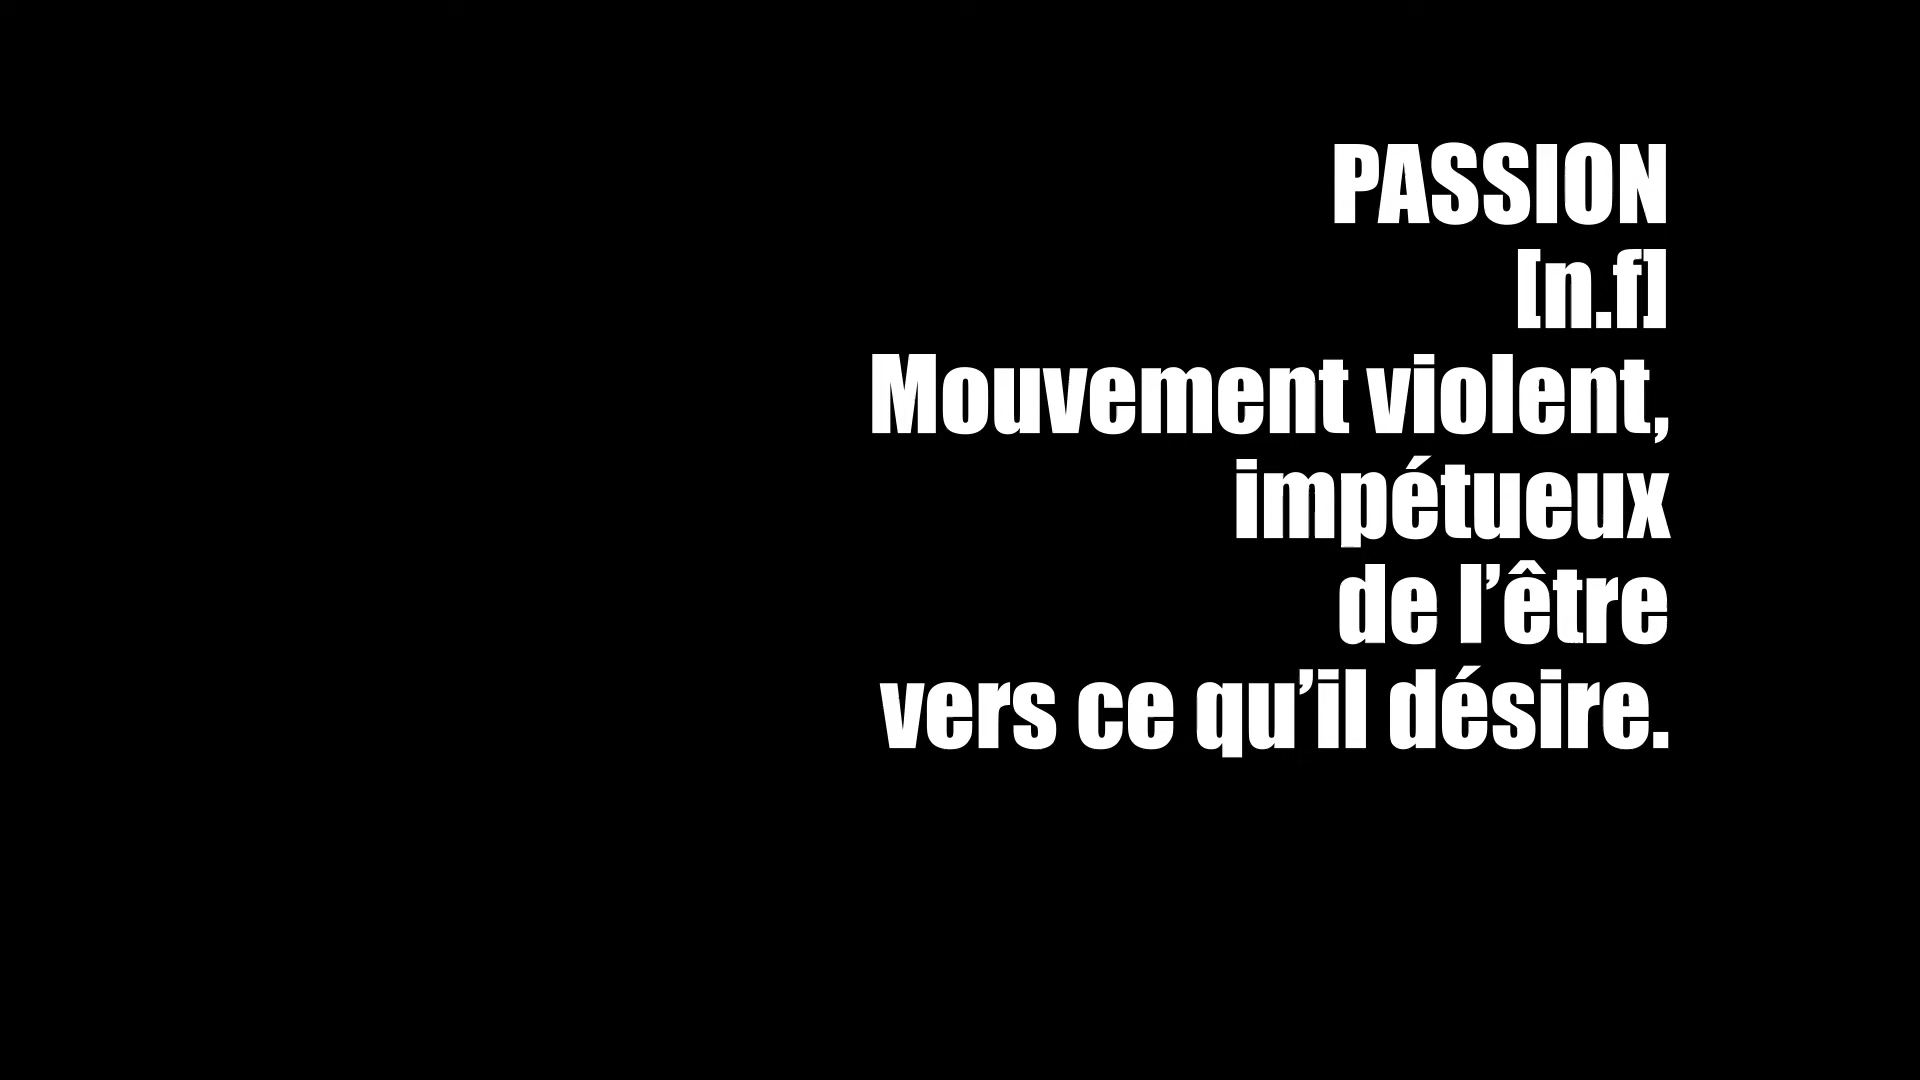 PASSION
[n.f]
Mouvement violent,
impétueux
de l’être
vers ce qu’il désire.